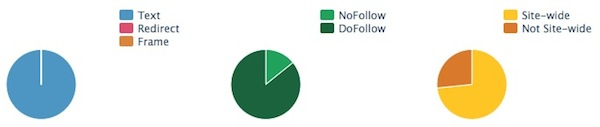 Text
Redirect
Frame
NoFollow
DoFollow
Site-wide
Not Site-wide